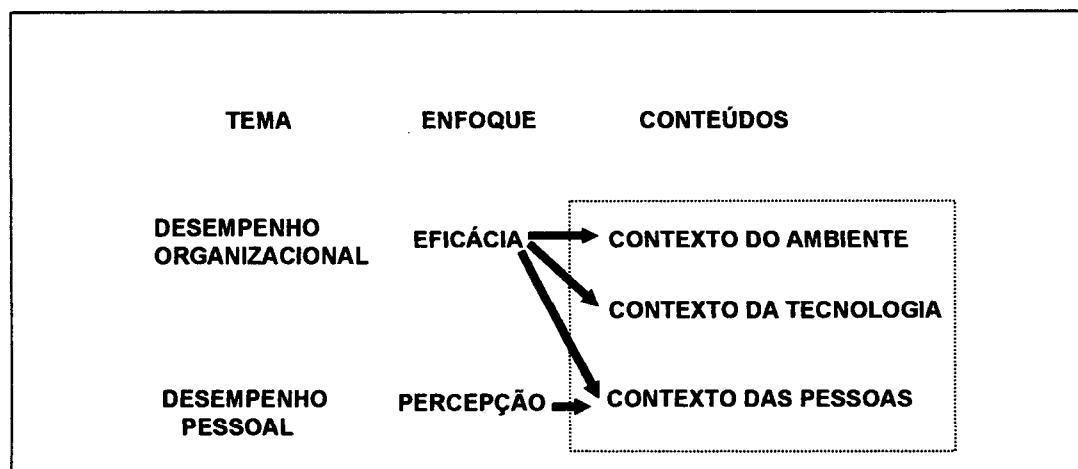 TEMA ENFOQUE CONTEÚDOS
DESEMPENHO
ORGANIZACIONAL
EFICÁCIA
CONTEXTO DO AMBIENTE
CONTEXTO DA TECNOLOGIA
DESEMPENHO
PESSOAL
PERCEPÇÃO
CONTEXTO DAS PESSOAS